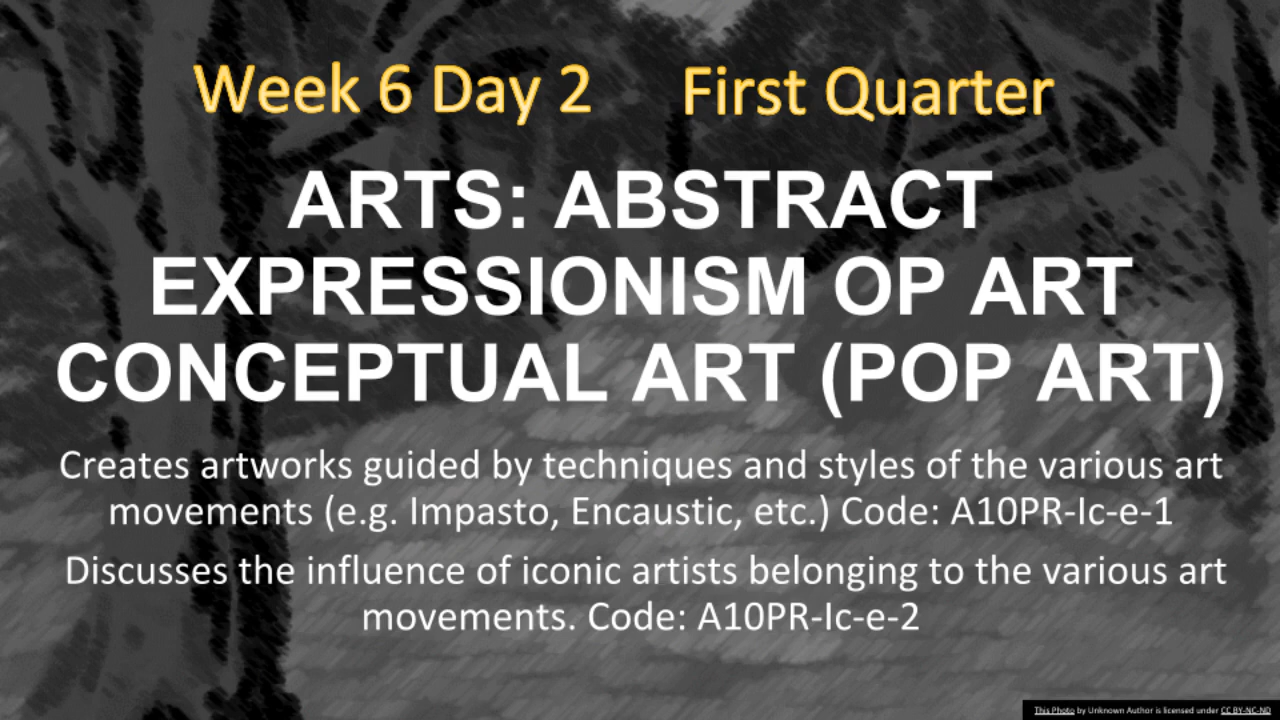 Week 6 Day 2 First Quarter
ARTS: ABSTRACT
EXPRESSIONISM OP ART
CONCEPTUAL ART (POP ART)
Creates artworks guided by techniques and styles of the various art
movements (e.g. Impasto, Encaustic, etc.) Code: A10PR-Ic-e-1
Discusses the influence of iconic artists belonging to the various art
movements. Code: A10PR-Ic-e-2
This Photo by Unknown Author is licensed under CC BY-NC-ND